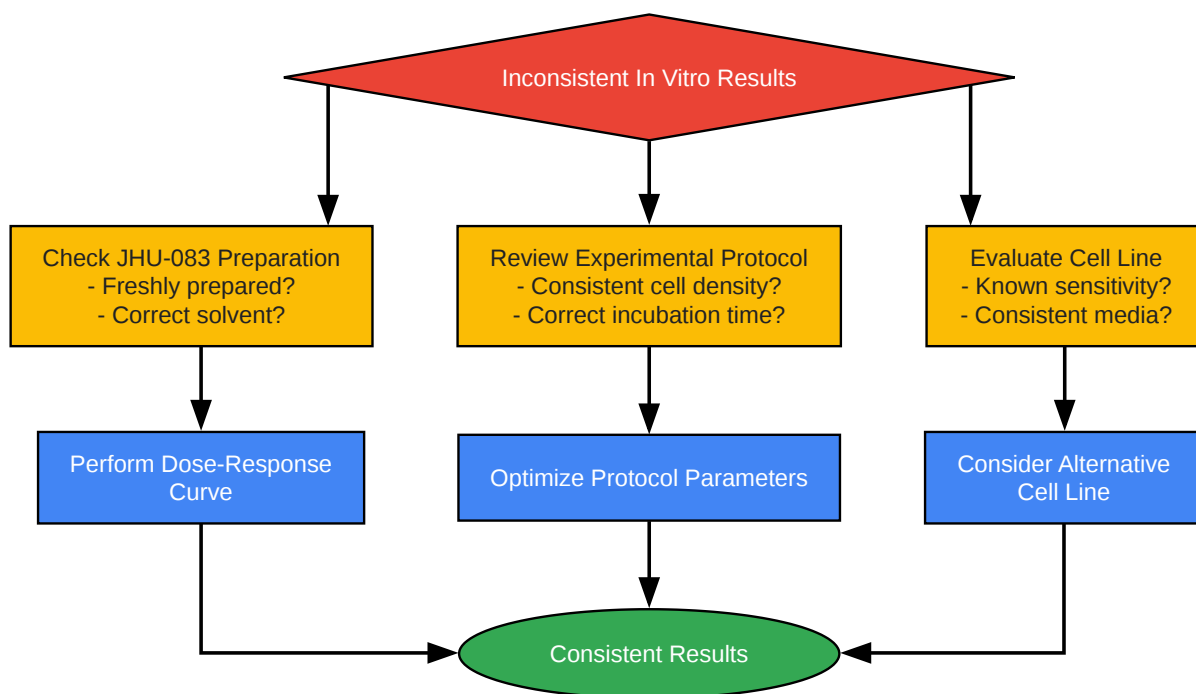 Inconsistent In Vitro Results
Check JHU-083 Preparation
- Freshly prepared?
- Correct solvent?
Review Experimental Protocol
- Consistent cell density?
- Correct incubation time?
Evaluate Cell Line
- Known sensitivity?
- Consistent media?
Perform Dose-Response
Curve
Optimize Protocol Parameters
Consider Alternative
Cell Line
Consistent Results